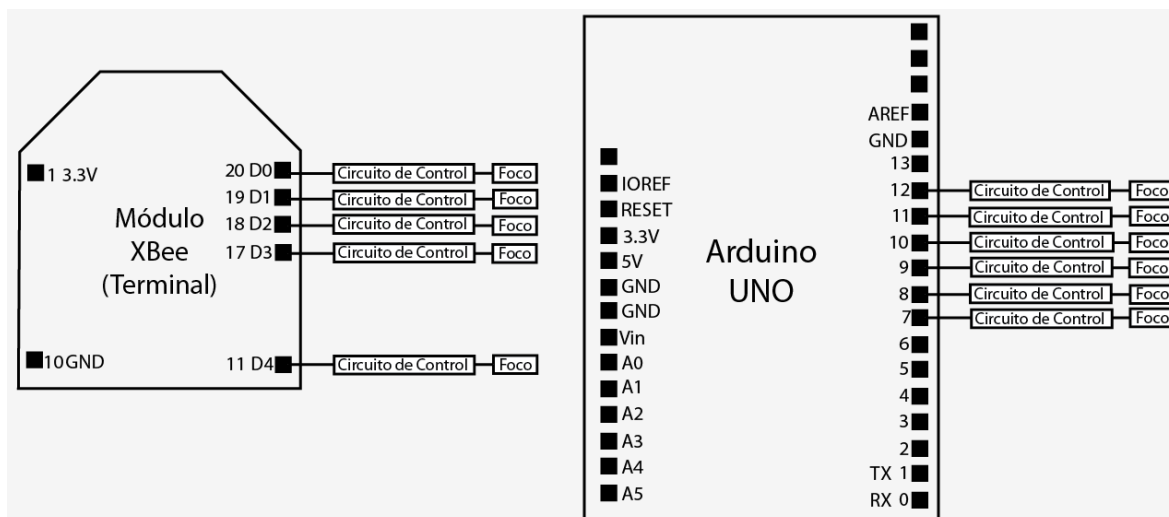 1 3.3V
10GND
Módulo
XBee
(Terminal)
20 D0 Circuito de Control Foco
19 D1 Circuito de Control Foco
18 D2 Circuito de Control Foco
17 D3 Circuito de Control Foco
11 D4 Circuito de Control Foco
IOREF
RESET
3.3V
5V
GND
GND
Vin
A0
A1
A2
A3
A4
A5
Arduino
UNO
AREF
GND
13
12 Circuito de Control Foco
11 Circuito de Control Foco
10 Circuito de Control Foco
9 Circuito de Control Foco
8 Circuito de Control Foco
7 Circuito de Control Foco
6
5
4
3
2
TX 1
RX 0